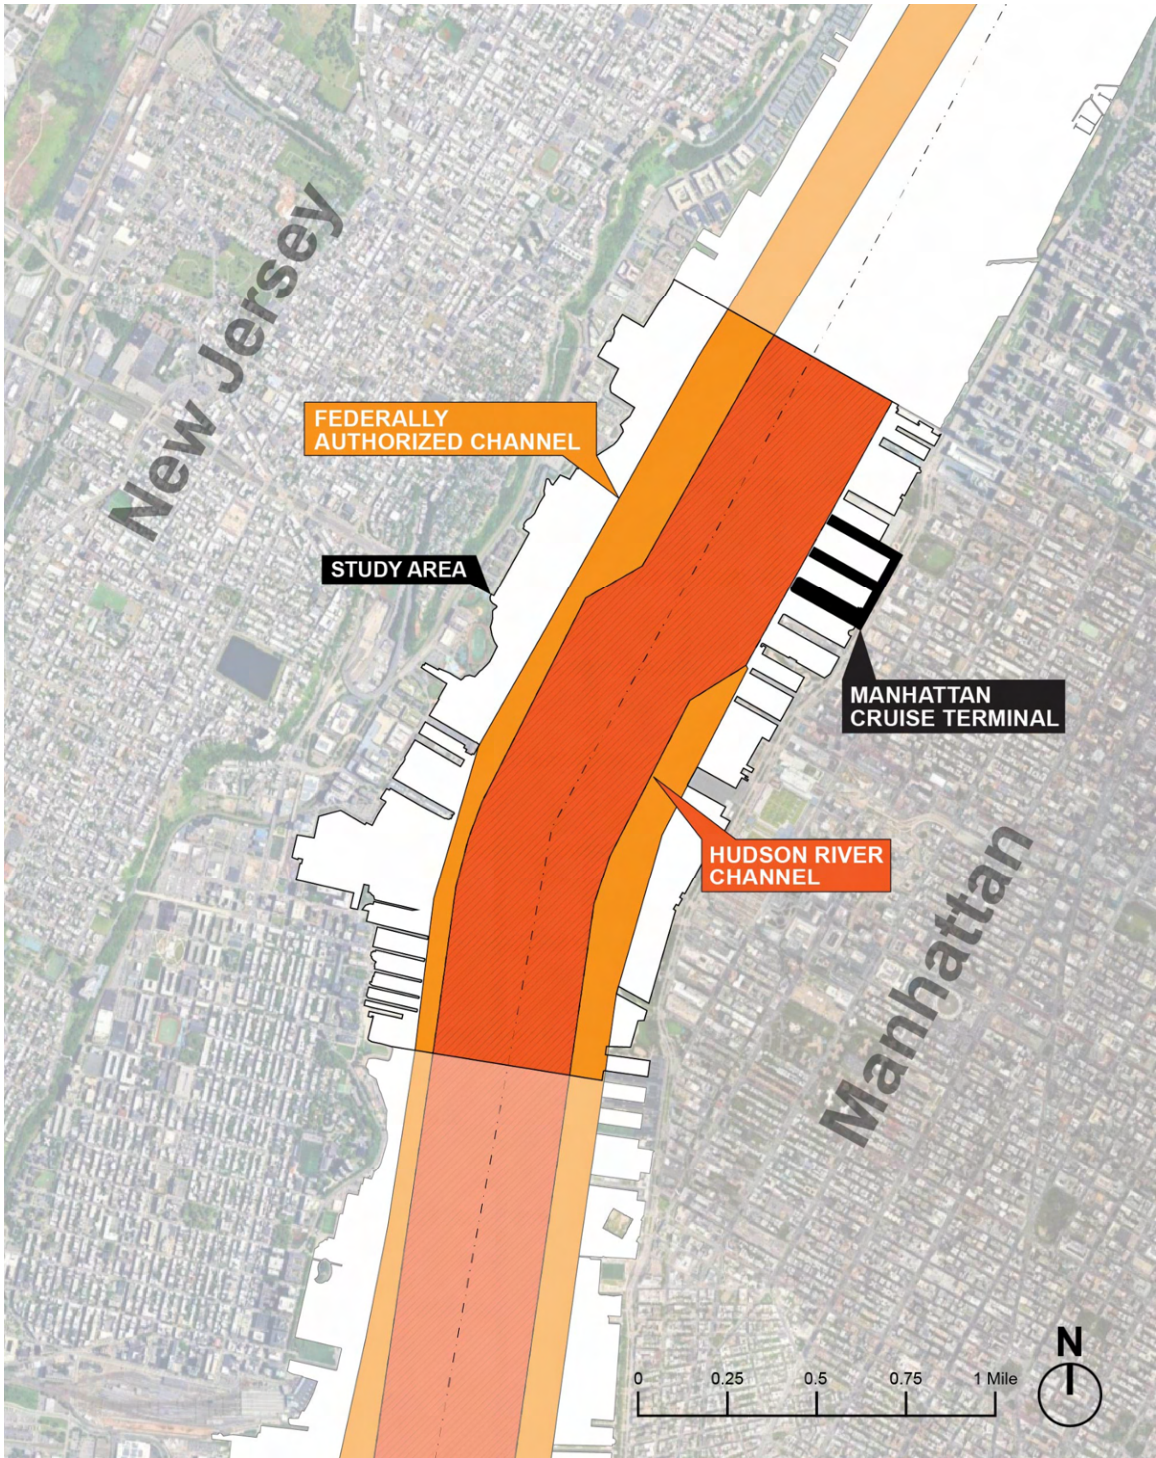 New Jersey
FEDERALLY
AUTHORIZED CHANNEL
STUDY AREA
MANHATTAN
CRUISE TERMINAL
HUDSON RIVER
CHANNEL
Manhattan
N
0 0.25 0.5 0.75 1 Mile